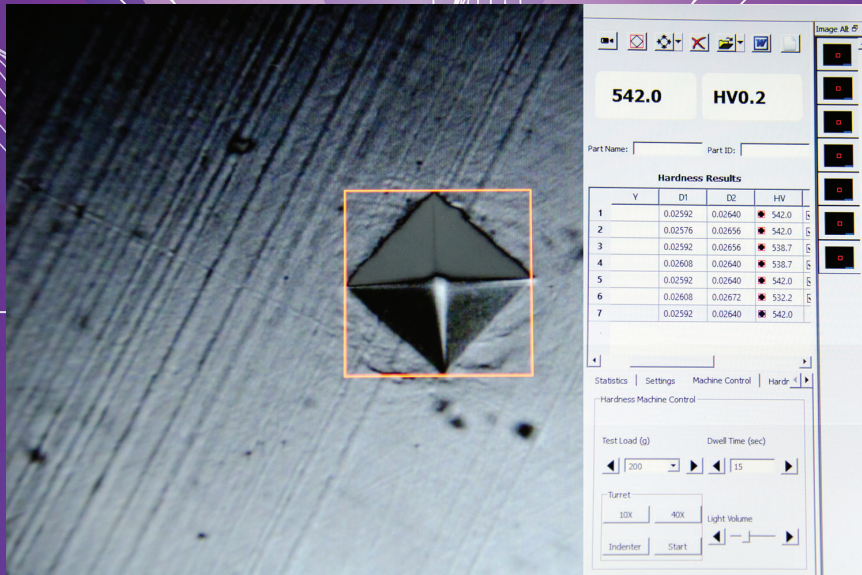 Image Alt
542.0 HV0.2
Part Name: Part ID:
Hardness Results
Y D1 D2 HV
1 0.02592 0.02640 542.0
2 0.02576 0.02656 542.0
3 0.02592 0.02656 538.7
4 0.02608 0.02640 538.7
5 0.02592 0.02640 542.0
6 0.02608 0.02672 532.2
7 0.02592 0.02640 542.0
Statistics Settings Machine Control Hardr
Hardness Machine Control
Test Load (g) Dwell Time (sec)
200 15
Turret
10X 40X
Light Volume
Indenter Start